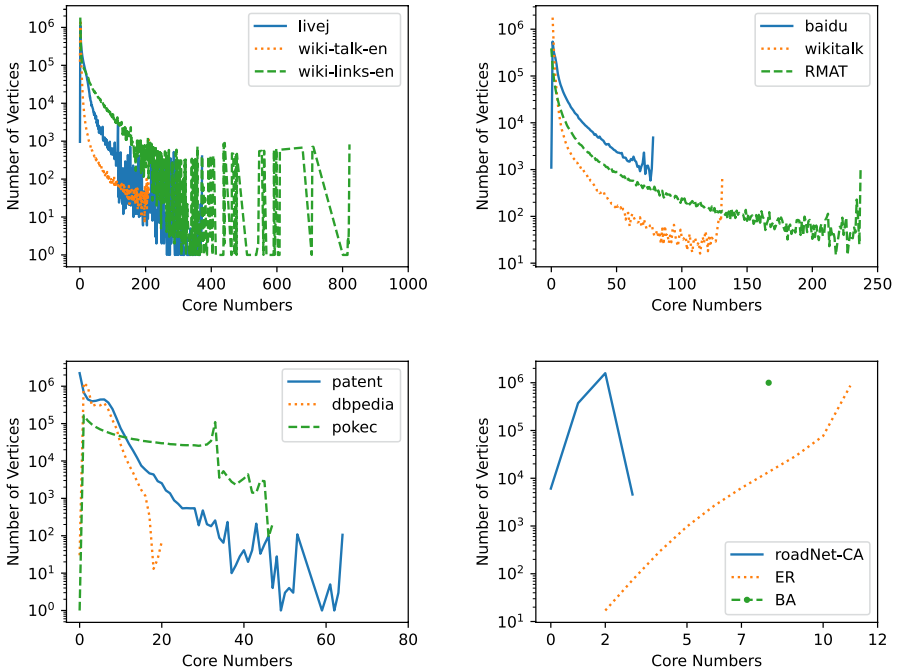 10⁶
10⁵
10⁴
10³
10²
10¹
10⁰
Number of Vertices
livej
wiki-talk-en
wiki-links-en
0 200 400 600 800 1000
Core Numbers
10⁶
10⁵
10⁴
10³
10²
10¹
Number of Vertices
baidu
wikitalk
RMAT
0 50 100 150 200 250
Core Numbers
10⁶
10⁵
10⁴
10³
10²
10¹
10⁰
Number of Vertices
patent
dbpedia
pokec
0 20 40 60 80
Core Numbers
10⁶
10⁵
10⁴
10³
10²
10¹
Number of Vertices
roadNet-CA
ER
BA
0 2 5 7 10 12
Core Numbers